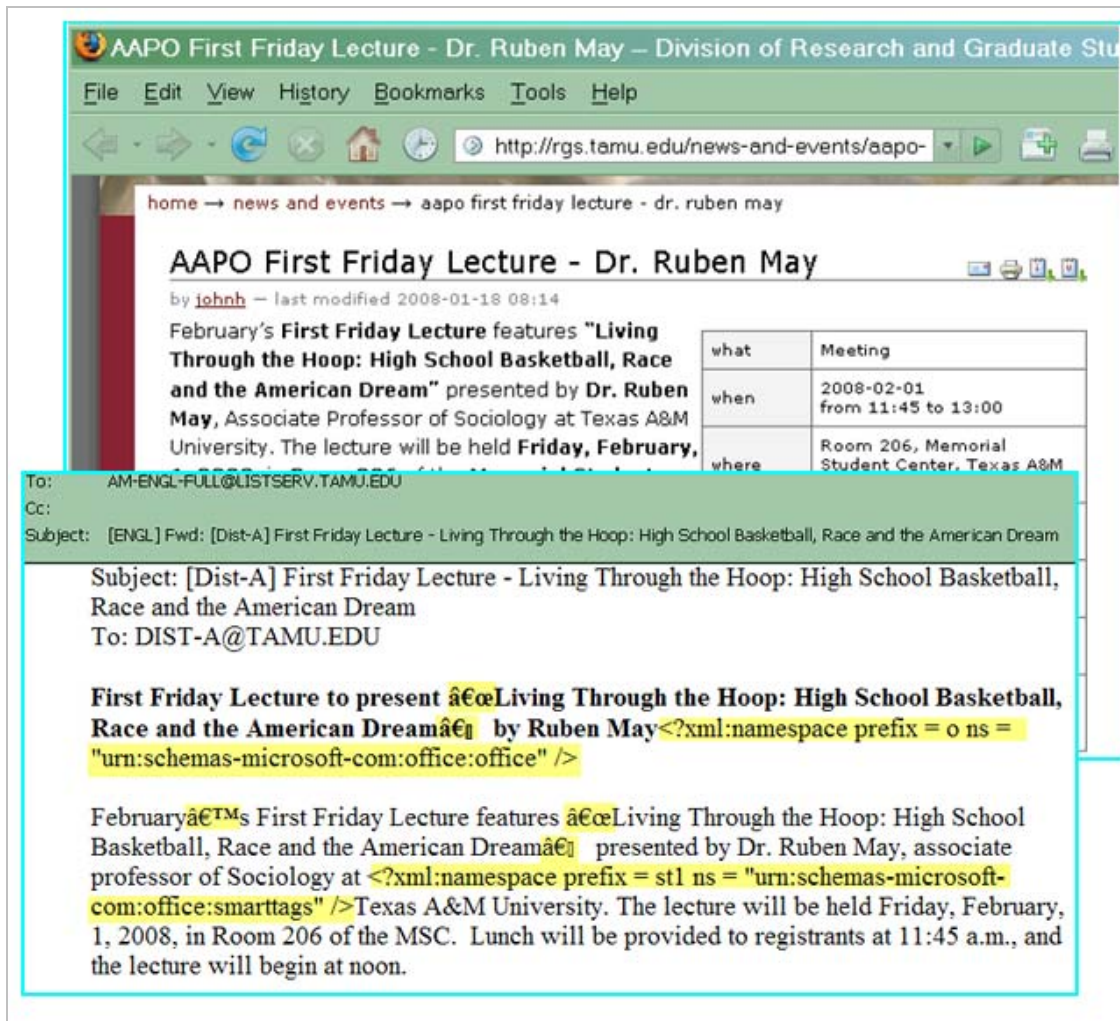 AAPO First Friday Lecture - Dr. Ruben May – Division of Research and Graduate Stu
File Edit View History Bookmarks Tools Help
http://rgs.tamu.edu/news-and-events/aapo-
home → news and events → aapo first friday lecture - dr. ruben may
AAPO First Friday Lecture - Dr. Ruben May
by johnh — last modified 2008-01-18 08:14
February's First Friday Lecture features "Living
Through the Hoop: High School Basketball, Race
and the American Dream" presented by Dr. Ruben
May, Associate Professor of Sociology at Texas A&M
University. The lecture will be held Friday, February,
what Meeting
when 2008-02-01
from 11:45 to 13:00
where Room 206, Memorial
Student Center, Texas A&M
To: AM-ENGL-FULL@LISTSERV.TAMU.EDU
Cc:
Subject: [ENGL] Fwd: [Dist-A] First Friday Lecture - Living Through the Hoop: High School Basketball, Race and the American Dream
Subject: [Dist-A] First Friday Lecture - Living Through the Hoop: High School Basketball,
Race and the American Dream
To: DIST-A@TAMU.EDU
First Friday Lecture to present â€œLiving Through the Hoop: High School Basketball,
Race and the American Dreamâ€▯ by Ruben May<?xml:namespace prefix = o ns =
"urn:schemas-microsoft-com:office:office" />
Februaryâ€™s First Friday Lecture features â€œLiving Through the Hoop: High School
Basketball, Race and the American Dreamâ€▯ presented by Dr. Ruben May, associate
professor of Sociology at <?xml:namespace prefix = st1 ns = "urn:schemas-microsoft-
com:office:smarttags" />Texas A&M University. The lecture will be held Friday, February,
1, 2008, in Room 206 of the MSC. Lunch will be provided to registrants at 11:45 a.m., and
the lecture will begin at noon.